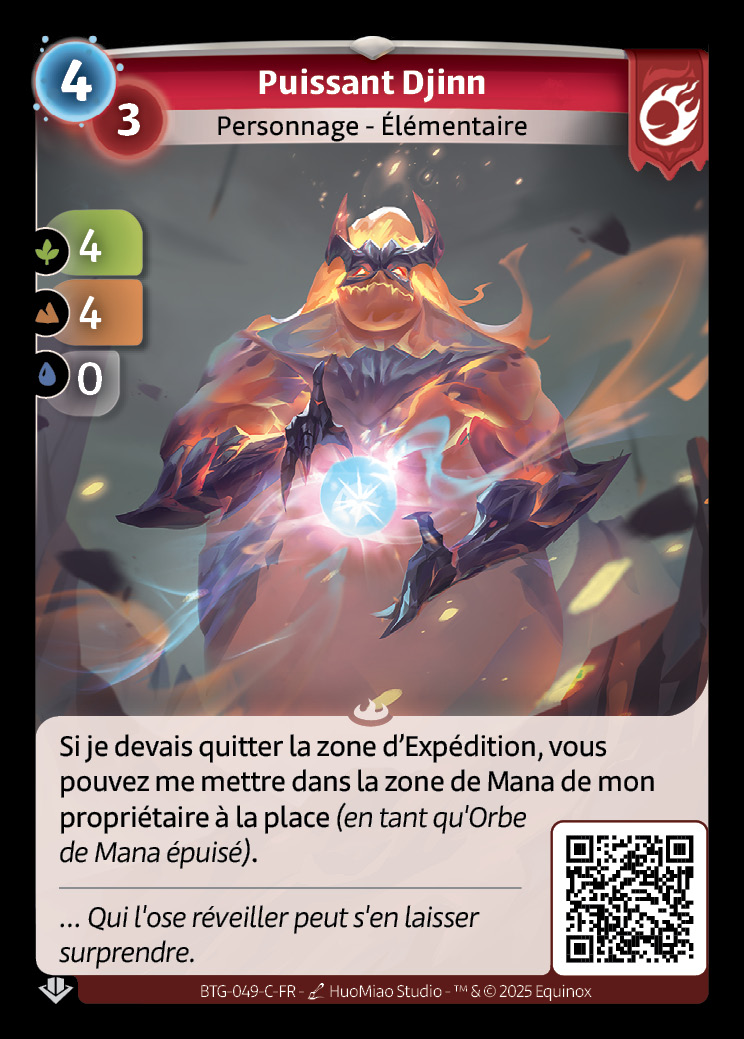 4
Puissant Djinn
3
Personnage - Élémentaire
4
4
0
Si je devais quitter la zone d’Expédition, vous
pouvez me mettre dans la zone de Mana de mon
propriétaire à la place (en tant qu'Orbe
de Mana épuisé).
... Qui l'ose réveiller peut s'en laisser
surprendre.
BTG-049-C-FR - HuoMiao Studio - ™ & © 2025 Equinox